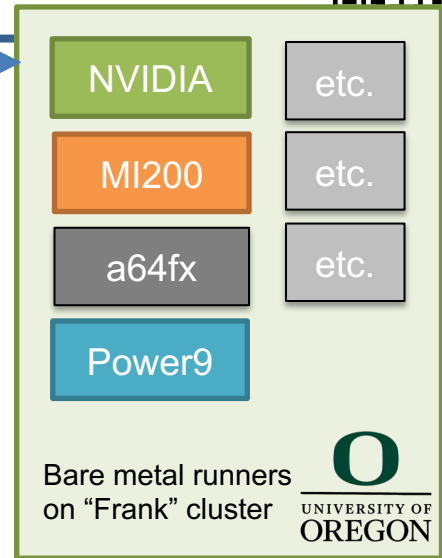 NVIDIA
etc.
MI200
etc.
a64fx
etc.
Power9
Bare metal runners
on “Frank” cluster
O
UNIVERSITY OF
OREGON